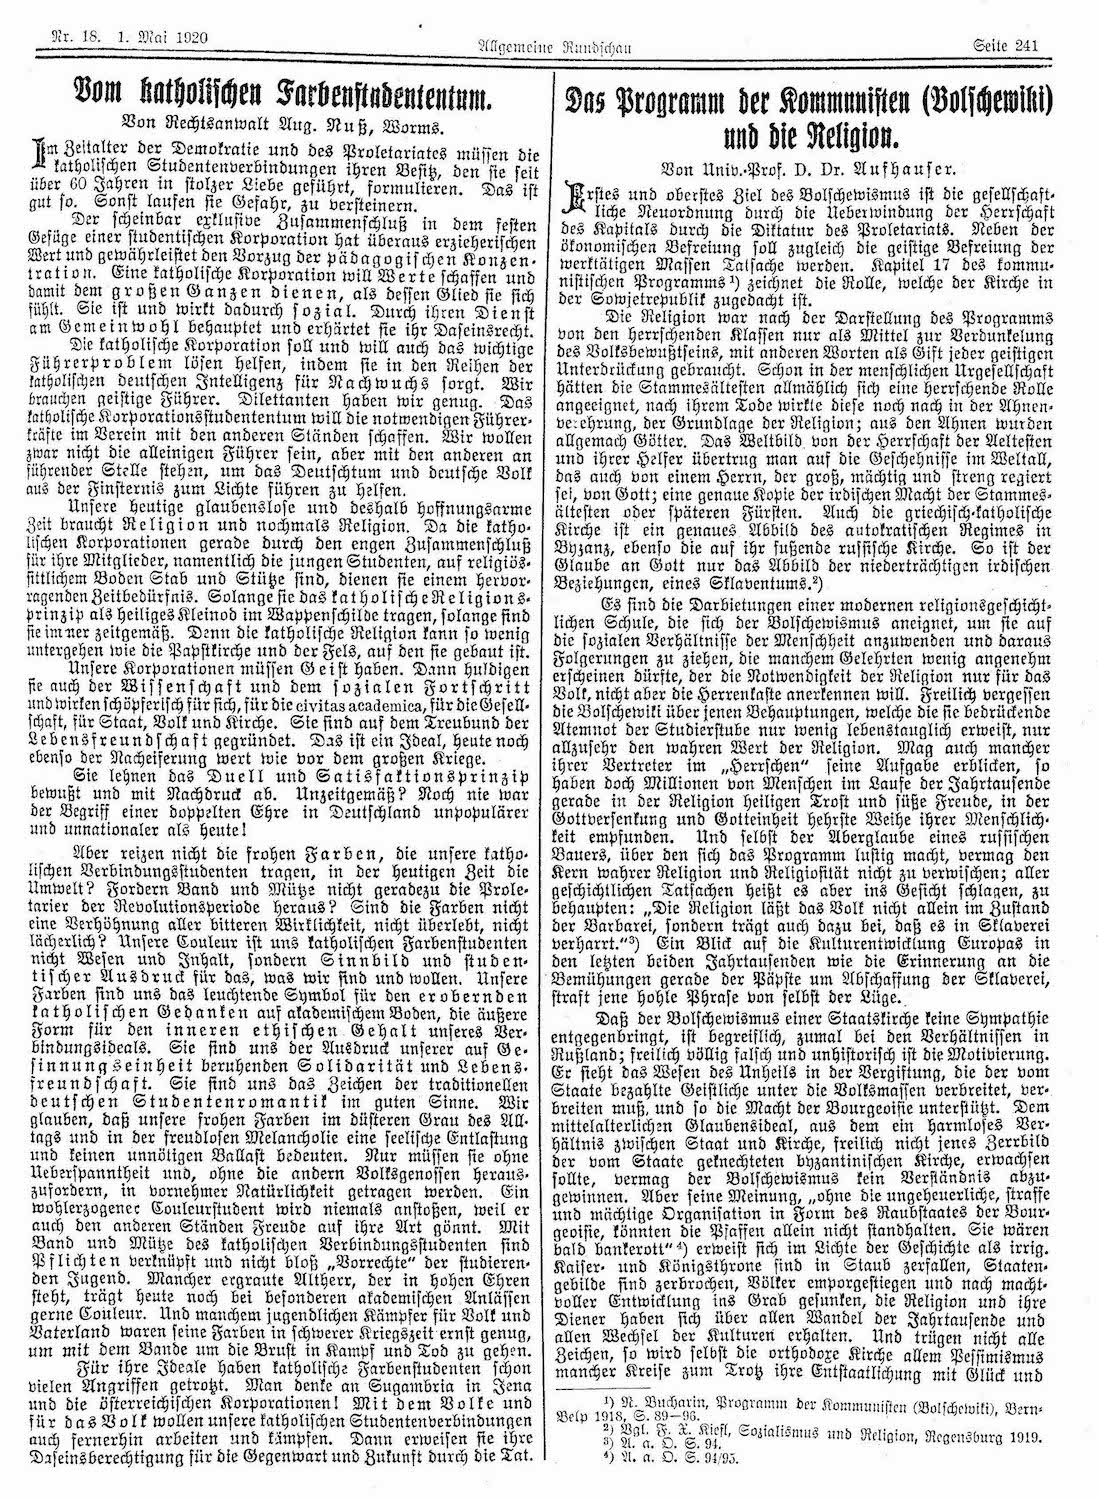 Nr. 18. 1. Mai 1920
Allgemeine Rundschau
Seite 241
Vom katholischen Farbenstudententum.
Von Rechtsanwalt Aug. Nuß, Worms.
Im Zeitalter der Demokratie und des Proletariates müssen die
katholischen Studentenverbindungen ihren Besitz, den sie seit
über 60 Jahren in stolzer Liebe geführt, formulieren. Das ist
gut so. Sonst laufen sie Gefahr, zu versteinern.
Der scheinbar exklusive Zusammenschluß in dem festen
Gefüge einer studentischen Korporation hat überaus erzieherischen
Wert und gewährleistet den Vorzug der pädagogischen Konzen-
tration. Eine katholische Korporation will Werte schaffen und
damit dem großen Ganzen dienen, als dessen Glied sie sich
fühlt. Sie ist und wirkt dadurch sozial. Durch ihren Dienst
am Gemeinwohl behauptet und erhärtet sie ihr Daseinsrecht.
Die katholische Korporation soll und will auch das wichtige
Führerproblem lösen helfen, indem sie in den Reihen der
katholischen deutschen Intelligenz für Nachwuchs sorgt. Wir
brauchen geistige Führer. Dilettanten haben wir genug. Das
katholische Korporationsstudententum will die notwendigen Führer-
kräfte im Verein mit den anderen Ständen schaffen. Wir wollen
zwar nicht die alleinigen Führer sein, aber mit den anderen an
führender Stelle stehen, um das Deutschtum und deutsche Volk
aus der Finsternis zum Lichte führen zu helfen.
Unsere heutige glaubenslose und deshalb hoffnungsarme
Zeit braucht Religion und nochmals Religion. Da die katho-
lischen Korporationen gerade durch den engen Zusammenschluß
für ihre Mitglieder, namentlich die jungen Studenten, auf religiös-
sittlichem Boden Stab und Stütze sind, dienen sie einem hervor-
ragenden Zeitbedürfnis. Solange sie das katholische Religions-
prinzip als heiliges Kleinod im Wappenschilde tragen, solange sind
sie immer zeitgemäß. Denn die katholische Religion kann so wenig
untergehen wie die Papstkirche und der Fels, auf den sie gebaut ist.
Unsere Korporationen müssen Geist haben. Dann huldigen
sie auch der Wissenschaft und dem sozialen Fortschritt
und wirken schöpferisch für sich, für die civitas academica, für die Gesell-
schaft, für Staat, Volk und Kirche. Sie sind auf dem Treubund der
Lebensfreundschaft gegründet. Das ist ein Ideal, heute noch
ebenso der Nacheiferung wert wie vor dem großen Kriege.
Sie lehnen das Duell und Satisfaktionsprinzip
bewußt und mit Nachdruck ab. Unzeitgemäß? Noch nie war
der Begriff einer doppelten Ehre in Deutschland unpopulärer
und unnationaler als heute!
Aber reizen nicht die frohen Farben, die unsere katho-
lischen Verbindungsstudenten tragen, in der heutigen Zeit die
Umwelt? Fordern Band und Mütze nicht geradezu die Prole-
tarier der Revolutionsperiode heraus? Sind die Farben nicht
eine Verhöhnung aller bitteren Wirklichkeit, nicht überlebt, nicht
lächerlich? Unsere Couleur ist uns katholischen Farbenstudenten
nicht Wesen und Inhalt, sondern Sinnbild und studen-
tischer Ausdruck für das, was wir sind und wollen. Unsere
Farben sind uns das leuchtende Symbol für den erobernden
katholischen Gedanken auf akademischem Boden, die äußere
Form für den inneren ethischen Gehalt unseres Ver-
bindungsideals. Sie sind uns der Ausdruck unserer auf Ge-
sinnungseinheit beruhenden Solidarität und Lebens-
freundschaft. Sie sind uns das Zeichen der traditionellen
deutschen Studentenromantik im guten Sinne. Wir
glauben, daß unsere frohen Farben im düsteren Grau des All-
tags und in der freudlosen Melancholie eine seelische Entlastung
und keinen unnötigen Ballast bedeuten. Nur müssen sie ohne
Ueberspanntheit und, ohne die andern Volksgenossen heraus-
zufordern, in vornehmer Natürlichkeit getragen werden. Ein
wohlerzogener Couleurstudent wird niemals anstoßen, weil er
auch den anderen Ständen Freude auf ihre Art gönnt. Mit
Band und Mütze des katholischen Verbindungsstudenten sind
Pflichten verknüpft und nicht bloß „Vorrechte“ der studieren-
den Jugend. Mancher ergraute Altherr, der in hohen Ehren
steht, trägt heute noch bei besonderen akademischen Anlässen
gerne Couleur. Und manchem jugendlichen Kämpfer für Volk und
Vaterland waren seine Farben in schwerer Kriegszeit ernst genug,
um mit dem Bande um die Brust in Kampf und Tod zu gehen.
Für ihre Ideale haben katholische Farbenstudenten schon
vielen Angriffen getrotzt. Man denke an Sugambria in Jena
und die österreichischen Korporationen! Mit dem Volke und
für das Volk wollen unsere katholischen Studentenverbindungen
auch fernerhin arbeiten und kämpfen. Dann erweisen sie ihre
Daseinsberechtigung für die Gegenwart und Zukunft durch die Tat.
Das Programm der Kommunisten (Bolschewiki)
und die Religion.
Von Univ.-Prof. D. Dr. Aufhauser.
Erstes und oberstes Ziel des Bolschewismus ist die gesellschaft-
liche Neuordnung durch die Ueberwindung der Herrschaft
des Kapitals durch die Diktatur des Proletariats. Neben der
ökonomischen Befreiung soll zugleich die geistige Befreiung der
werktätigen Massen Tatsache werden. Kapitel 17 des kommu-
nistischen Programms¹) zeichnet die Rolle, welche der Kirche in
der Sowjetrepublik zugedacht ist.
Die Religion war nach der Darstellung des Programms
von den herrschenden Klassen nur als Mittel zur Verdunkelung
des Volksbewußtseins, mit anderen Worten als Gift jeder geistigen
Unterdrückung gebraucht. Schon in der menschlichen Urgesellschaft
hätten die Stammesältesten allmählich sich eine herrschende Rolle
angeeignet, nach ihrem Tode wirkte diese noch nach in der Ahnen-
verehrung, der Grundlage der Religion; aus den Ahnen wurden
allgemach Götter. Das Weltbild von der Herrschaft der Aeltesten
und ihrer Helfer übertrug man auf die Geschehnisse im Weltall,
das auch von einem Herrn, der groß, mächtig und streng regiert
sei, von Gott; eine genaue Kopie der irdischen Macht der Stammes-
ältesten oder späteren Fürsten. Auch die griechisch-katholische
Kirche ist ein genaues Abbild des autokratischen Regimes in
Byzanz, ebenso die auf ihr fußende russische Kirche. So ist der
Glaube an Gott nur das Abbild der niederträchtigen irdischen
Beziehungen, eines Sklaventums.²)
Es sind die Darbietungen einer modernen religionsgeschicht-
lichen Schule, die sich der Bolschewismus aneignet, um sie auf
die sozialen Verhältnisse der Menschheit anzuwenden und daraus
Folgerungen zu ziehen, die manchem Gelehrten wenig angenehm
erscheinen dürfte, der die Notwendigkeit der Religion nur für das
Volk, nicht aber die Herrenkaste anerkennen will. Freilich vergessen
die Bolschewiki über jenen Behauptungen, welche die sie bedrückende
Atemnot der Studierstube nur wenig lebenstauglich erweist, nur
allzusehr den wahren Wert der Religion. Mag auch mancher
ihrer Vertreter im „Herrschen“ seine Aufgabe erblicken, so
haben doch Millionen von Menschen im Laufe der Jahrtausende
gerade in der Religion heiligen Trost und süße Freude, in der
Gottversenkung und Gotteinheit hehrste Weihe ihrer Menschlich-
keit empfunden. Und selbst der Aberglaube eines russischen
Bauers, über den sich das Programm lustig macht, vermag den
Kern wahrer Religion und Religiosität nicht zu verwischen; aller
geschichtlichen Tatsachen heißt es aber ins Gesicht schlagen, zu
behaupten: „Die Religion läßt das Volk nicht allein im Zustand
der Barbarei, sondern trägt auch dazu bei, daß es in Sklaverei
verharrt.“³) Ein Blick auf die Kulturentwicklung Europas in
den letzten beiden Jahrtausenden wie die Erinnerung an die
Bemühungen gerade der Päpste um Abschaffung der Sklaverei,
straft jene hohle Phrase von selbst der Lüge.
Daß der Bolschewismus einer Staatskirche keine Sympathie
entgegenbringt, ist begreiflich, zumal bei den Verhältnissen in
Rußland; freilich völlig falsch und unhistorisch ist die Motivierung.
Er sieht das Wesen des Unheils in der Vergiftung, die der vom
Staate bezahlte Geistliche unter die Volksmassen verbreitet, ver-
breiten muß, und so die Macht der Bourgeoisie unterstützt. Dem
mittelalterlichen Glaubensideal, aus dem ein harmloses Ver-
hältnis zwischen Staat und Kirche, freilich nicht jenes Zerrbild
der vom Staate geknechteten byzantinischen Kirche, erwachsen
sollte, vermag der Bolschewismus kein Verständnis abzu-
gewinnen. Aber seine Meinung, „ohne die ungeheuerliche, straffe
und mächtige Organisation in Form des Raubstaates der Bour-
geoisie, könnten die Pfaffen allein nicht standhalten. Sie wären
bald bankerott“⁴) erweist sich im Lichte der Geschichte als irrig.
Kaiser- und Königsthrone sind in Staub zerfallen, Staaten-
gebilde sind zerbrochen, Völker emporgestiegen und nach macht-
voller Entwicklung ins Grab gesunken, die Religion und ihre
Diener haben sich über allen Wandel der Jahrtausende und
allen Wechsel der Kulturen erhalten. Und trügen nicht alle
Zeichen, so wird selbst die orthodoxe Kirche allem Pessimismus
mancher Kreise zum Trotz ihre Entstaatlichung mit Glück und
¹) N. Bucharin, Programm der Kommunisten (Bolschewiki), Bern-
Belp 1918, S. 89—96.
²) Vgl. F. X. Kiefl, Sozialismus und Religion, Regensburg 1919.
³) A. a. O. S. 94.
⁴) A. a. O. S. 94/95.